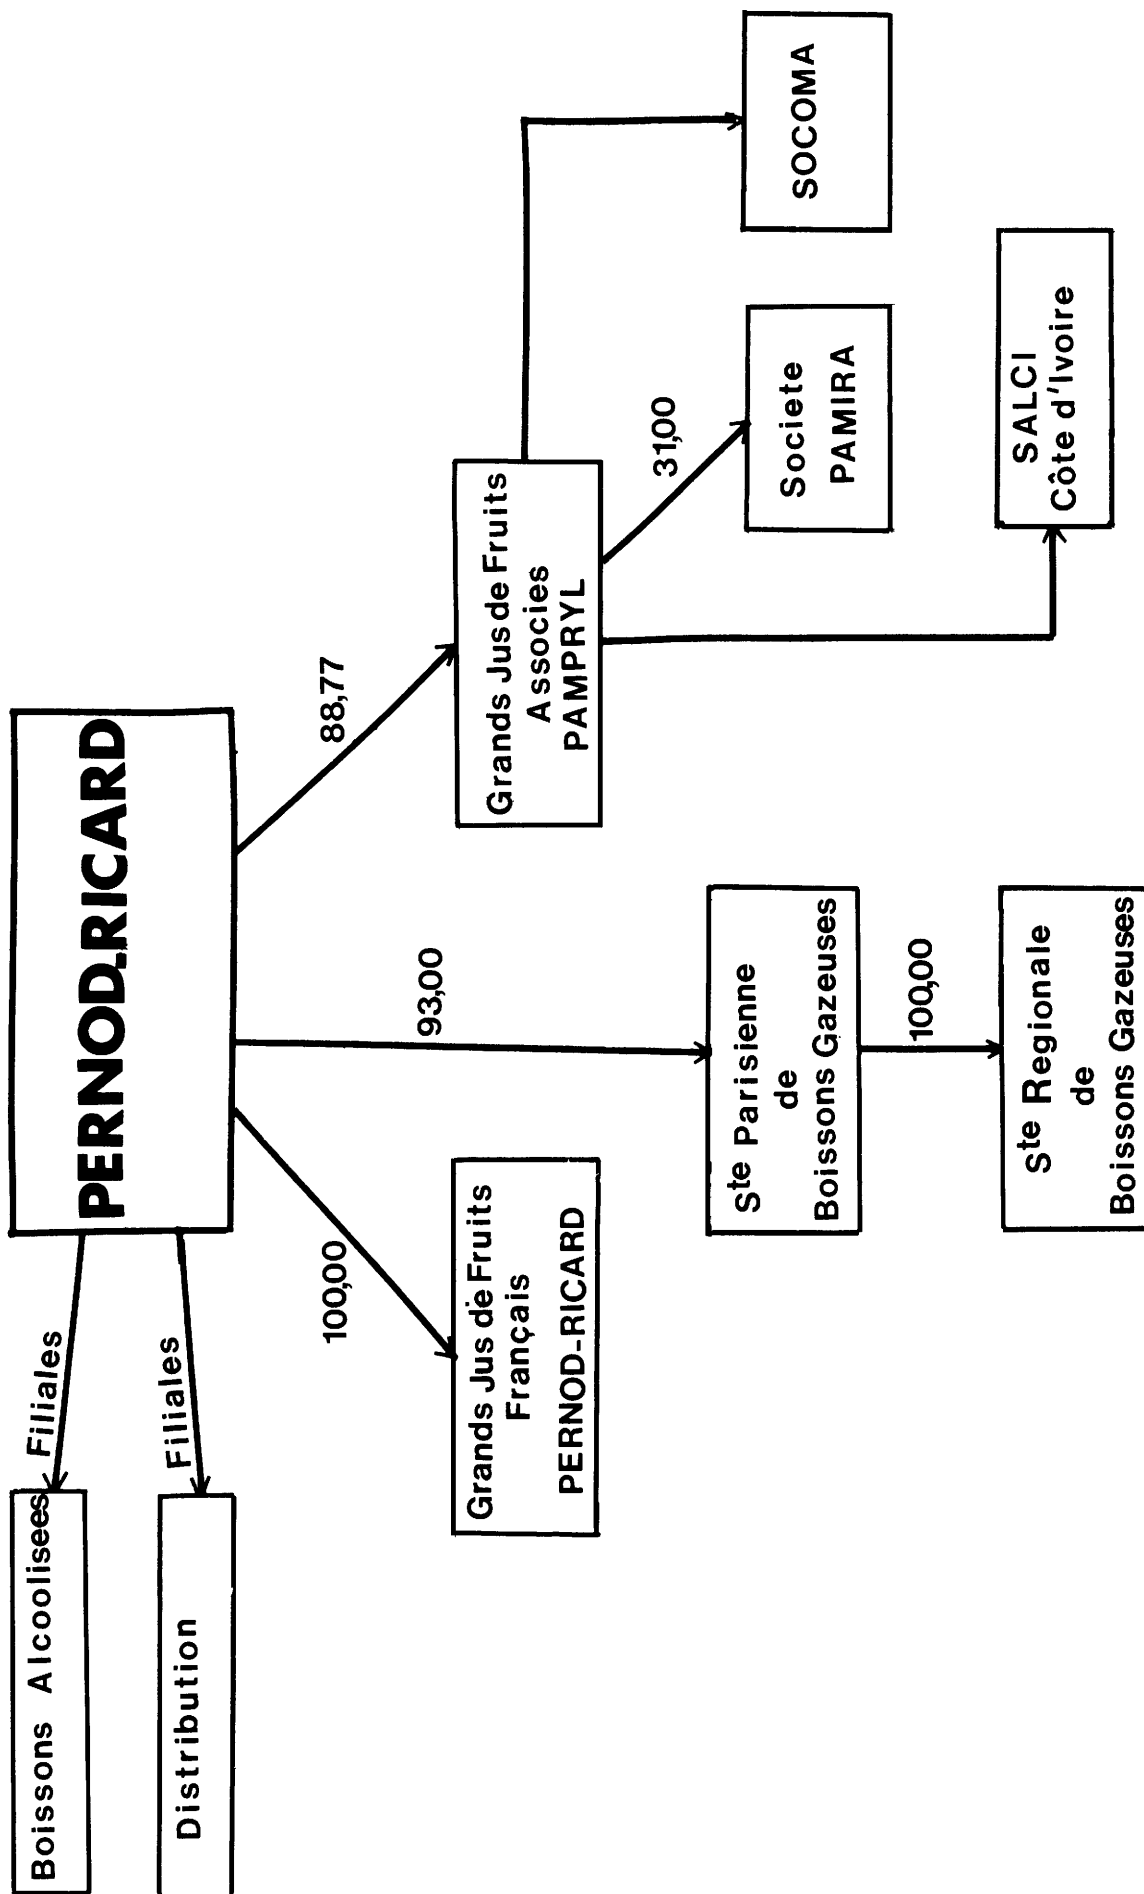 PERNOD-RICARD
Boissons Alcoolisees
Filiales
Distribution
Filiales
100,00
93,00
88,77
Grands Jus de Fruits
Français
PERNOD-RICARD
Grands Jus de Fruits
Associes
PAMPRYL
31,00
Ste Parisienne
de
Boissons Gazeuses
Societe
PAMIRA
SOCOMA
100,00
Ste Regionale
de
Boissons Gazeuses
SALCI
Côte d'Ivoire